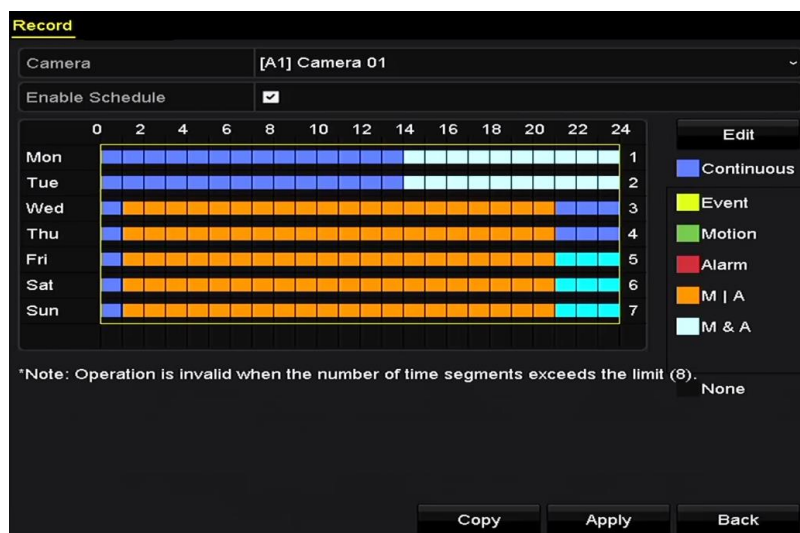 Record
Camera [A1] Camera 01
Enable Schedule
0 2 4 6 8 10 12 14 16 18 20 22 24
Edit
Mon 1
Continuous
Tue 2
Wed 3
Event
Thu 4
Motion
Fri 5
Alarm
Sat 6
M | A
Sun 7
M & A
*Note: Operation is invalid when the number of time segments exceeds the limit (8).
None
Copy Apply Back